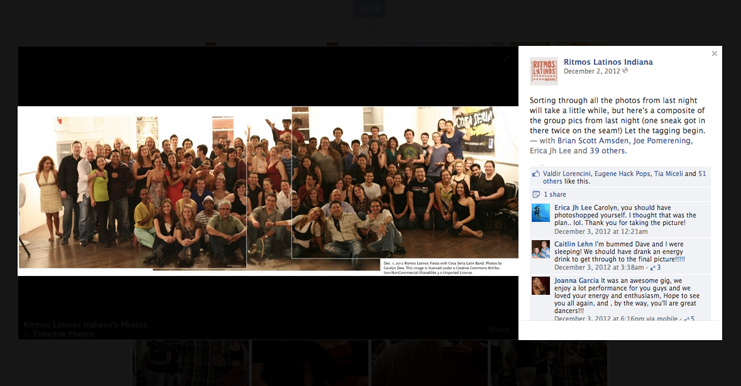 Ritmos Latinos Indiana
December 2, 2012
RITMOS
LATINOS
Sorting through all the photos from last night
will take a little while, but here's a composite of
the group pics from last night (one sneak got in
there twice on the seam!) Let the tagging begin.
— with Brian Scott Amsden, Joe Pomerening,
Erica Jh Lee and 39 others.
Valdir Lorencini, Eugene Hack Pops, Tia Miceli and 51
others like this.
1 share
Erica Jh Lee Carolyn, you should have
photoshopped yourself. I thought that was the
plan.. lol. Thank you for taking the picture!
December 3, 2012 at 12:21am
Caitlin Lehn I'm bummed Dave and I were
sleeping! We should have drank an energy
drink to get through to the final picture!!!!!
December 3, 2012 at 3:38am · 3
Joanna Garcia It was an awesome gig, we
enjoy a lot performance for you guys and we
loved your energy and enthusiasm, Hope to see
you all again, and , by the way, you'll are great
dancers!!!
December 3, 2012 at 6:16pm via mobile · 5
COSA SERIA
Dec. 1, 2012 Ritmos Latinos Fiesta with Cosa Seria Latin Band. Photos by
Carolyn Drew. This image is licensed under a Creative Commons Attribu-
tion-NonCommercial-ShareAlike 3.0 Unported License.
Ritmos Latinos Indiana's Photos
Timeline Photos
Share